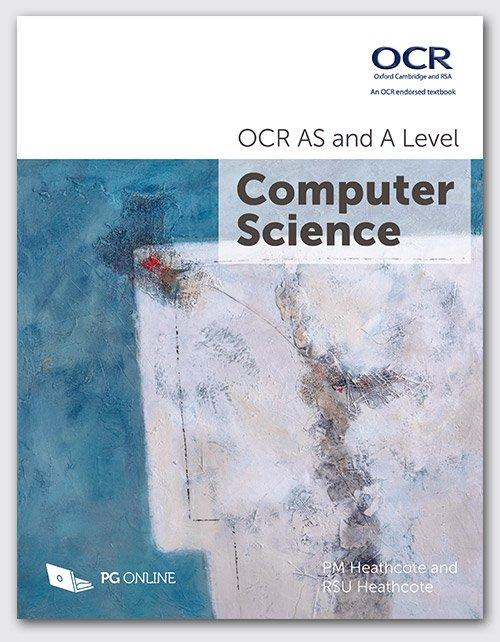 OCR
Oxford Cambridge and RSA
An OCR endorsed textbook
OCR AS and A Level
Computer
Science
PM Heathcote and
RSU Heathcote
PG ONLINE